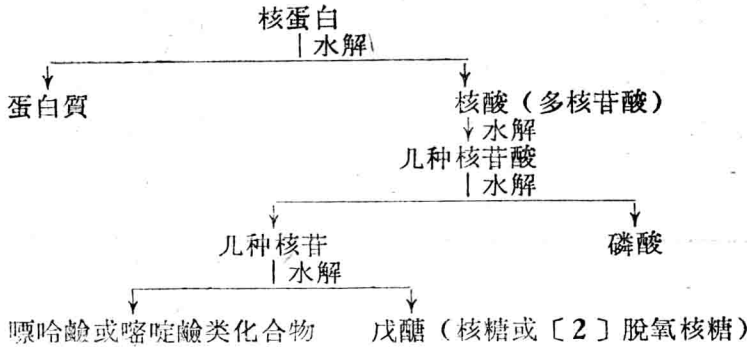 核蛋白
水解
蛋白質
核酸（多核苷酸）
水解
几种核苷酸
水解
几种核苷
磷酸
水解
嘌呤鹼或嘧啶鹼类化合物
戊醣（核糖或〔2〕脫氧核糖）